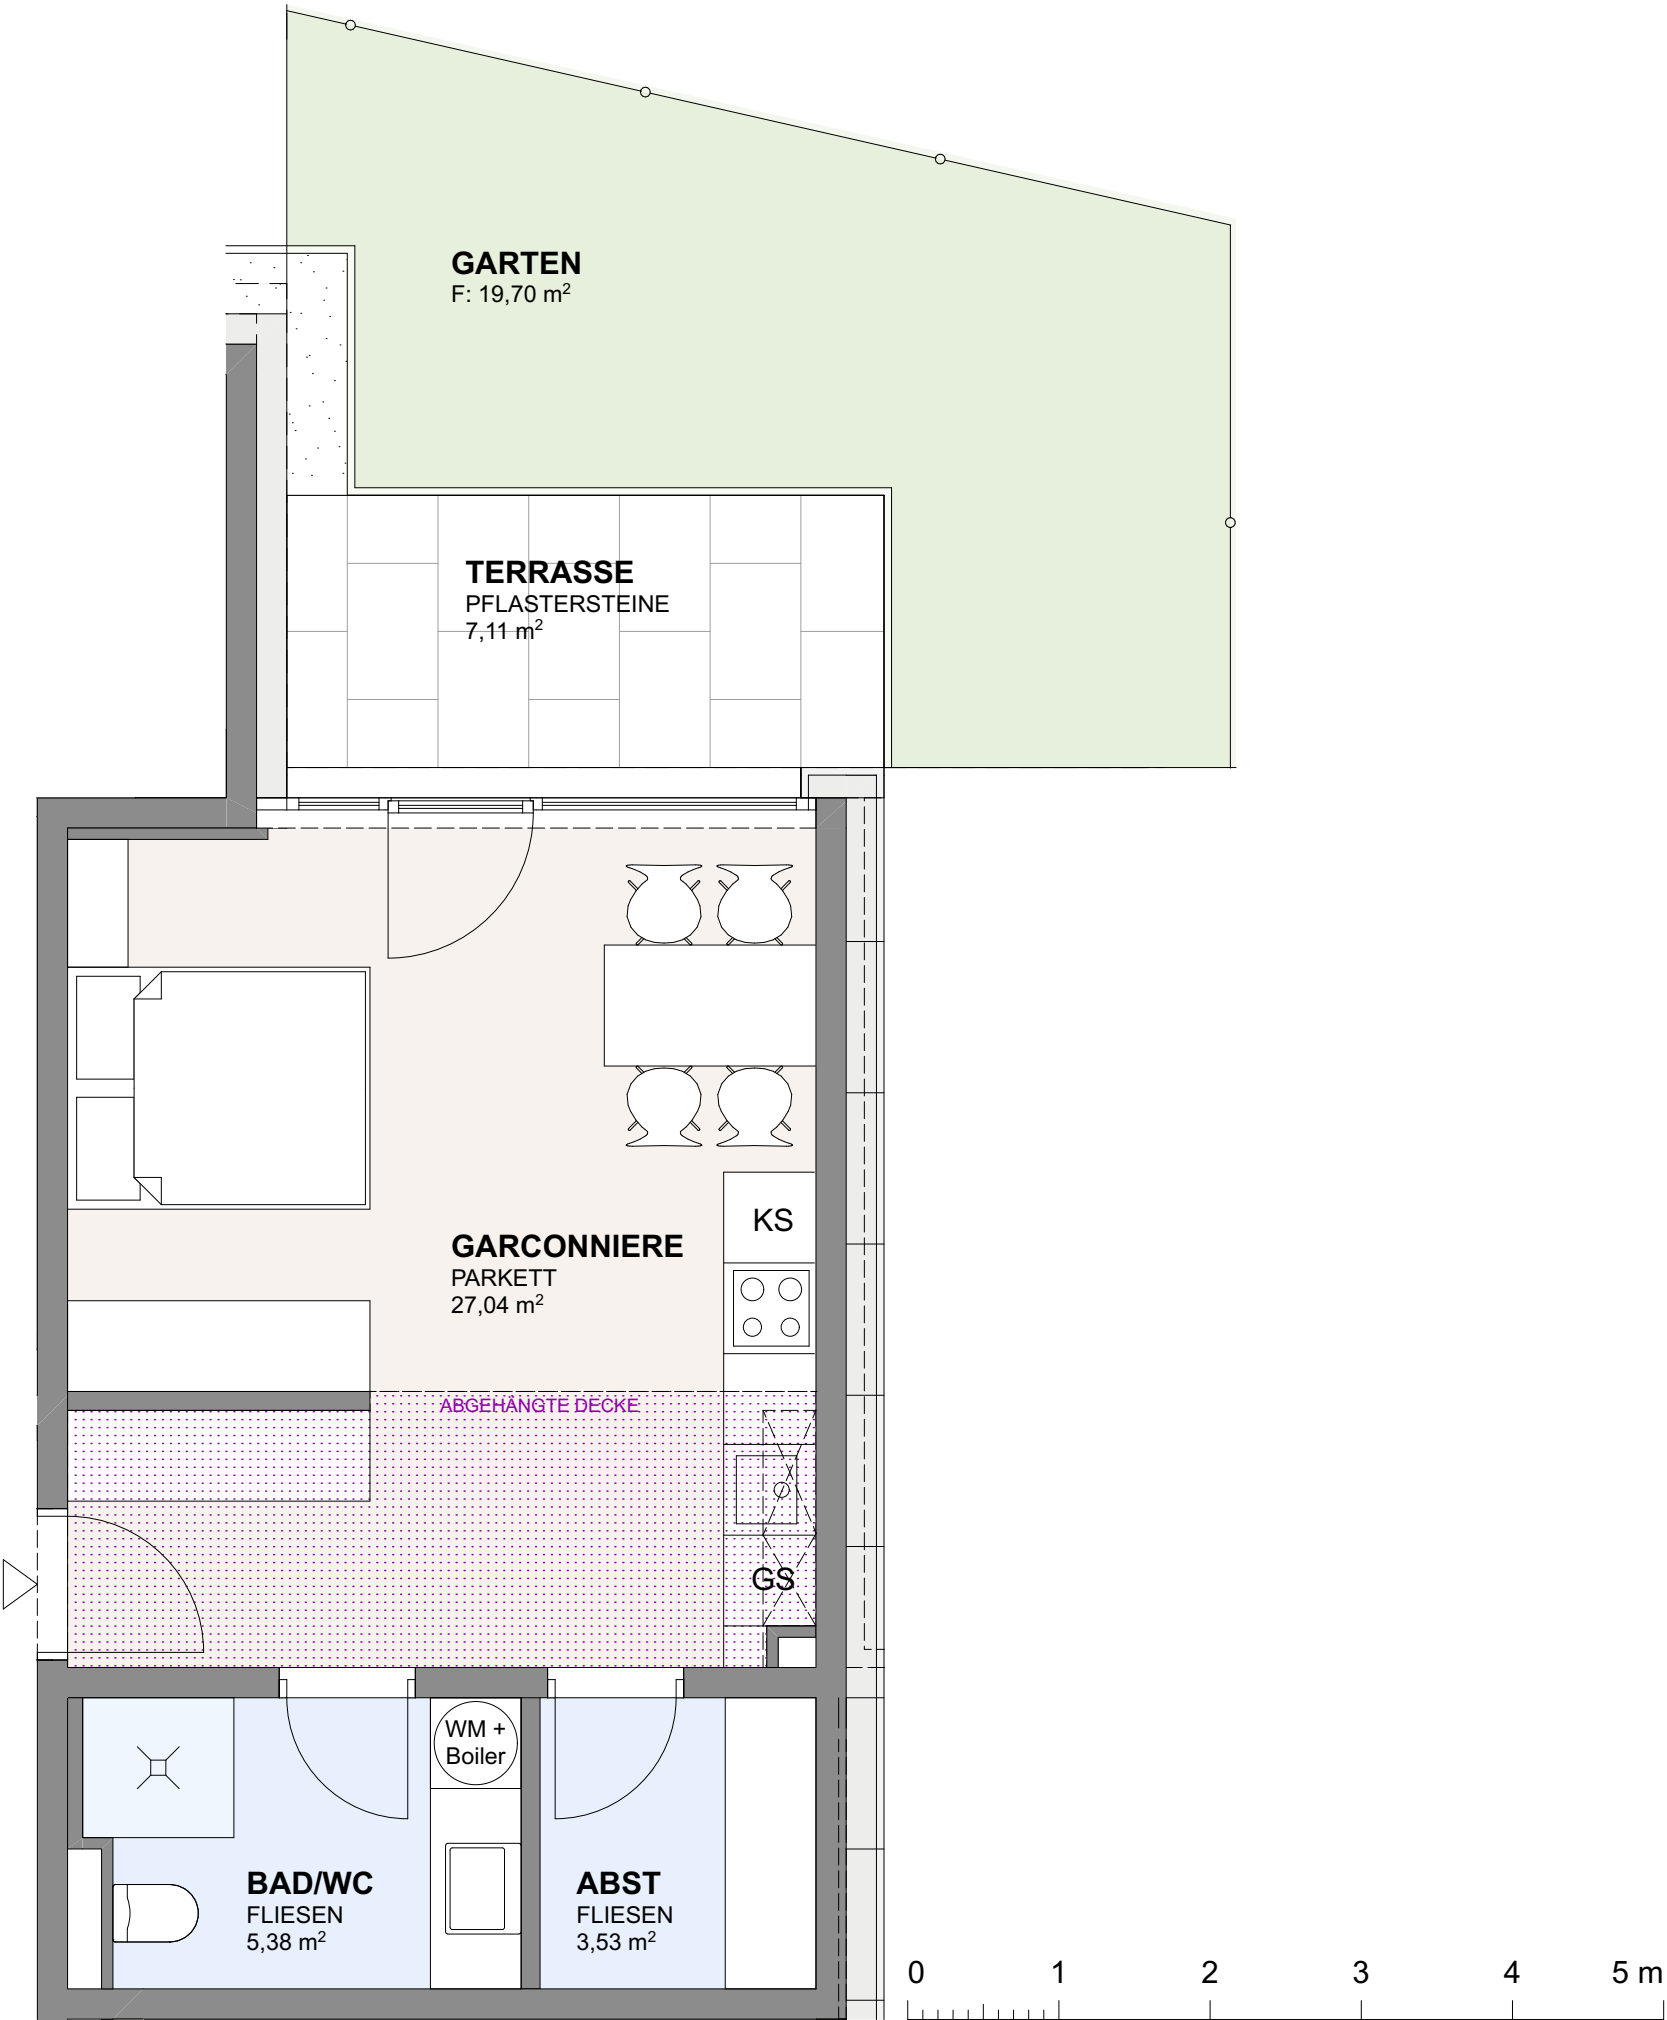 GARTEN
F: 19,70 m²
TERRASSE
PFLASTERSTEINE
7,11 m²
KS
GARCONNIERE
PARKETT
27,04 m²
ABGEHÄNGTE DECKE
GS
WM +
Boiler
BAD/WC
FLIESEN
5,38 m²
ABST
FLIESEN
3,53 m²
0 1 2 3 4 5 m